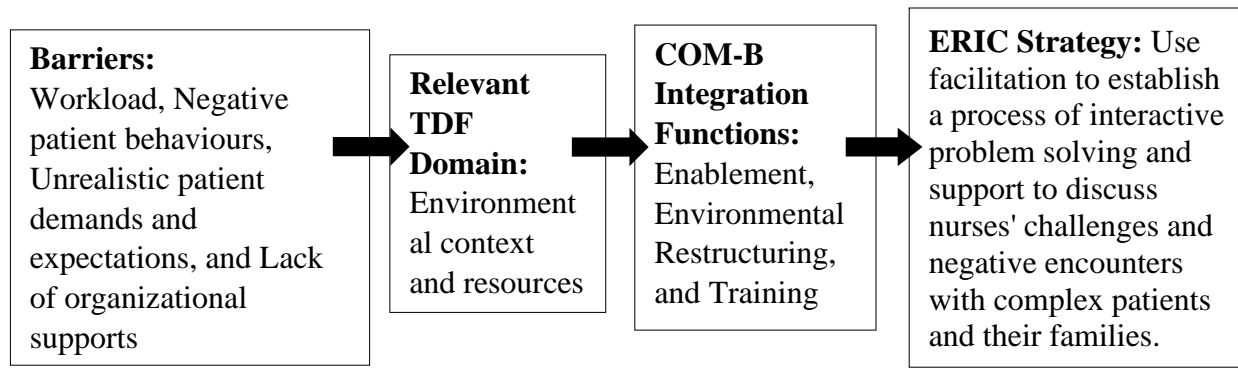 Barriers:
Workload, Negative
patient behaviours,
Unrealistic patient
demands and
expectations, and Lack
of organizational
supports
Relevant
TDF
Domain:
Environment
al context
and resources
COM-B
Integration
Functions:
Enablement,
Environmental
Restructuring,
and Training
ERIC Strategy: Use
facilitation to establish
a process of interactive
problem solving and
support to discuss
nurses' challenges and
negative encounters
with complex patients
and their families.